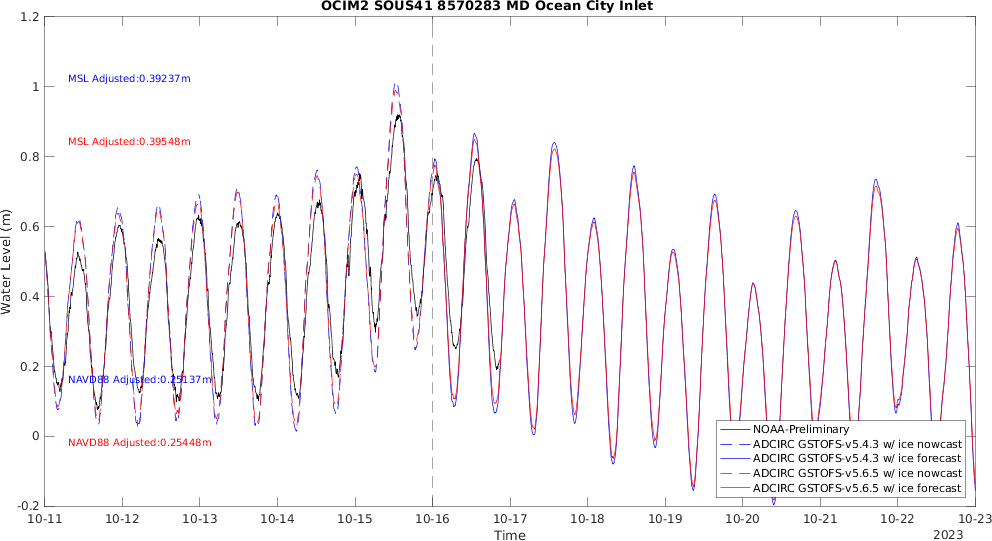 OCIM2 SOUS41 8570283 MD Ocean City Inlet
1.2
1
0.8
0.6
0.4
0.2
0
-0.2
Water Level (m)
MSL Adjusted:0.39237m
MSL Adjusted:0.39548m
NAVD88 Adjusted:0.25137m
NAVD88 Adjusted:0.25448m
NOAA-Preliminary
ADCIRC GSTOFS-v5.4.3 w/ ice nowcast
ADCIRC GSTOFS-v5.4.3 w/ ice forecast
ADCIRC GSTOFS-v5.6.5 w/ ice nowcast
ADCIRC GSTOFS-v5.6.5 w/ ice forecast
10-11 10-12 10-13 10-14 10-15 10-16 10-17 10-18 10-19 10-20 10-21 10-22 10-23
Time
2023